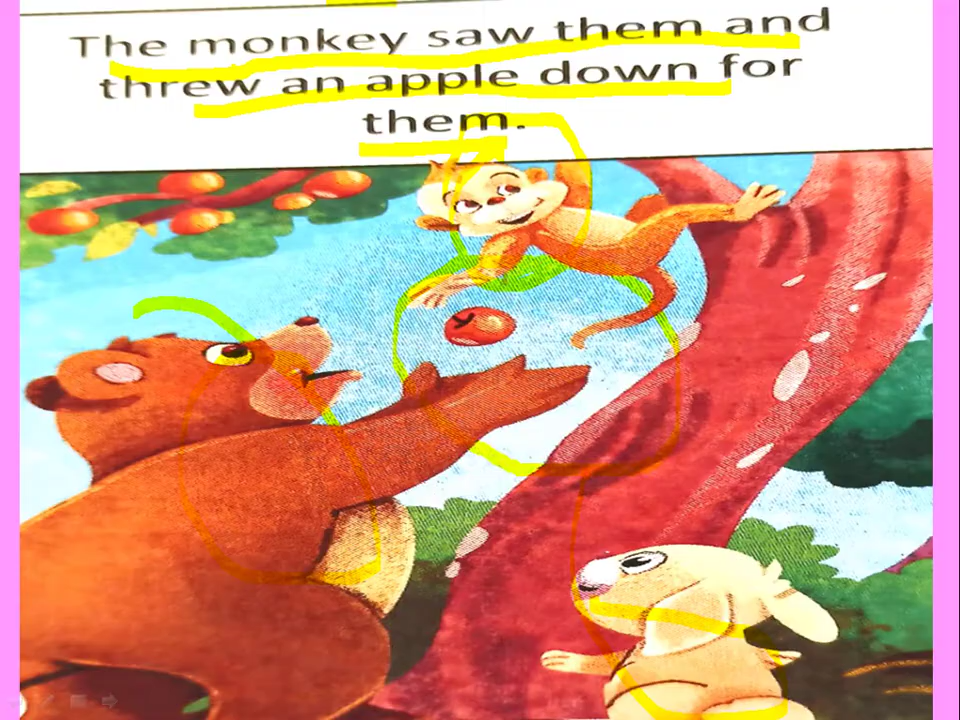 The monkey saw them and
threw an apple down for
them.